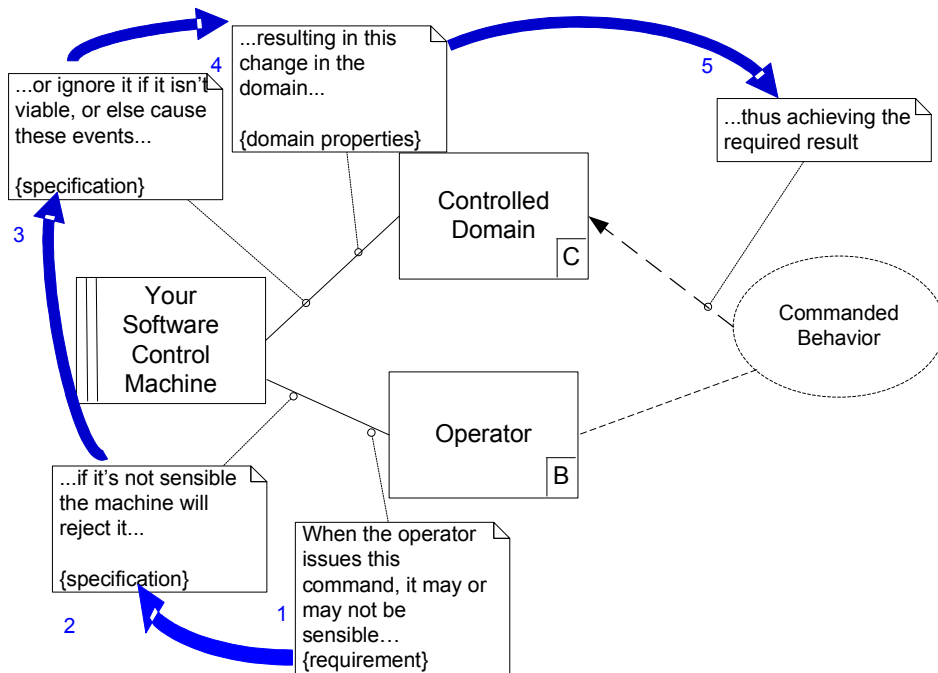 ...resulting in this
change in the
domain...
{domain properties}
4
5
...or ignore it if it isn't
viable, or else cause
these events...
{specification}
...thus achieving the
required result
3
Controlled
Domain
C
Your
Software
Control
Machine
Commanded
Behavior
Operator
B
...if it's not sensible
the machine will
reject it...
{specification}
2
1
When the operator
issues this
command, it may or
may not be
sensible…
{requirement}